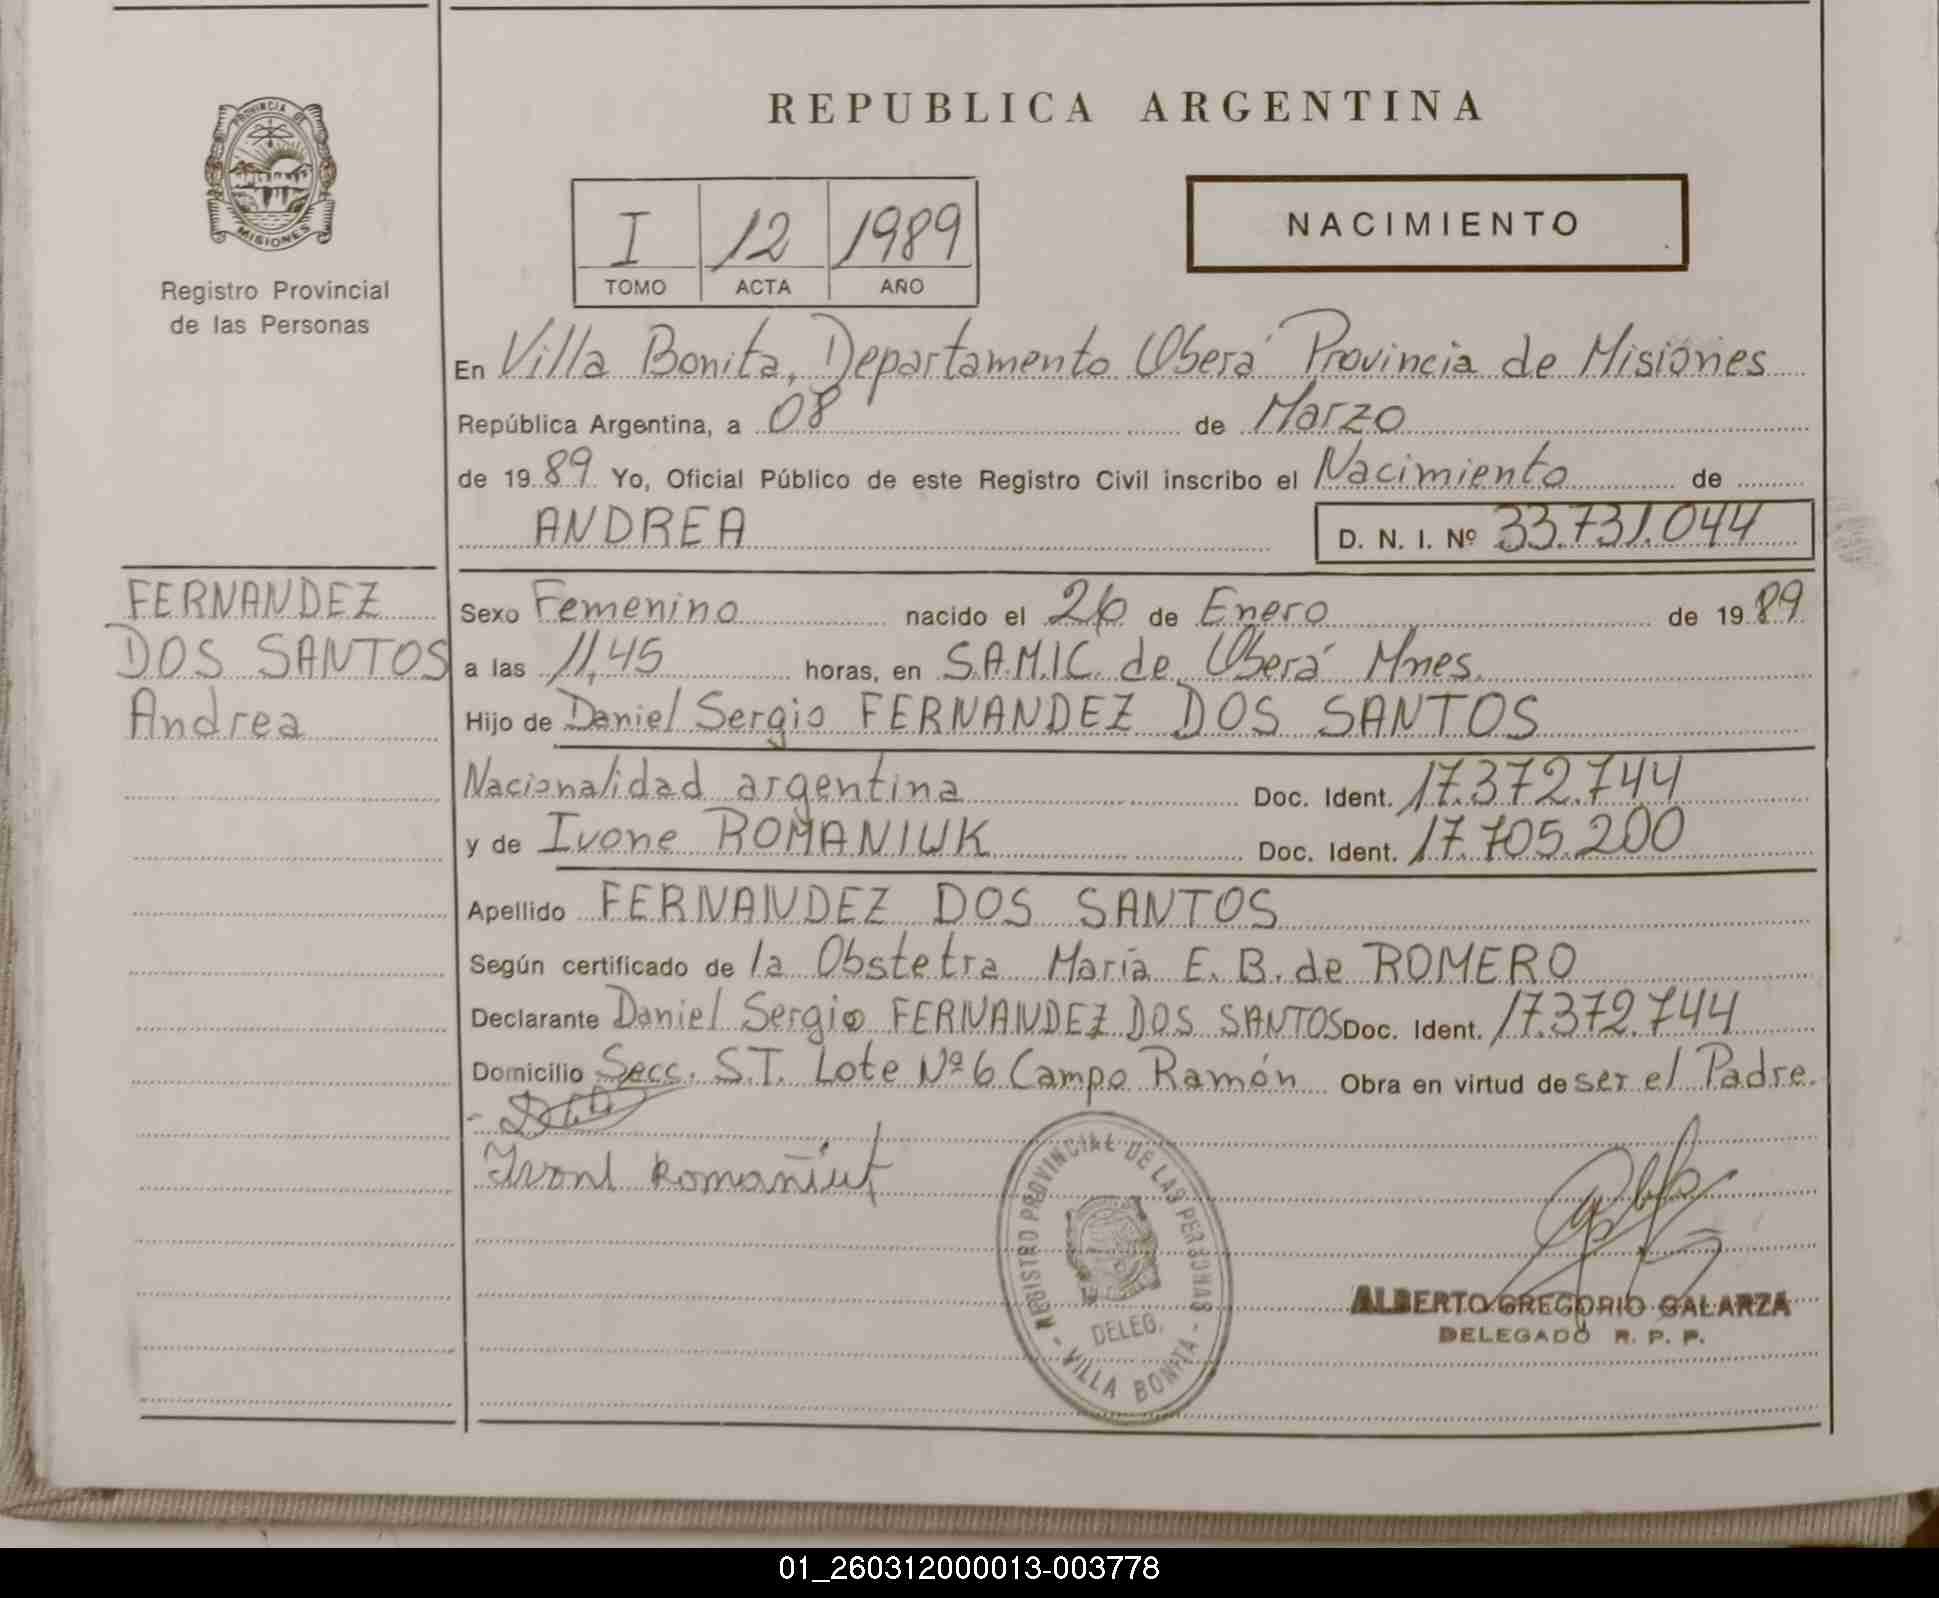 PROVINCIA DE
MISIONES
Registro Provincial
de las Personas
REPUBLICA ARGENTINA
I 12 1989
TOMO ACTA AÑO
NACIMIENTO
En Villa Bonita, Departamento Oberá Provincia de Misiones
República Argentina, a 08 de Marzo
de 19 89 Yo, Oficial Público de este Registro Civil inscribo el Nacimiento de
ANDREA D. N. I. Nº 33.731.044
FERNANDEZ
DOS SANTOS
Andrea
Sexo Femenino nacido el 26 de Enero de 19 89
a las 11,45 horas, en S.A.M.I.C. de Oberá Mnes.
Hijo de Daniel Sergio FERNANDEZ DOS SANTOS
Nacionalidad argentina Doc. Ident. 17.372.744
y de Ivone ROMANIUK Doc. Ident. 17.705.200
Apellido FERNANDEZ DOS SANTOS
Según certificado de la Obstetra María E. B. de ROMERO
Declarante Daniel Sergio FERNANDEZ DOS SANTOS Doc. Ident. 17.372.744
Domicilio Secc. S.T. Lote Nº 6 Campo Ramón Obra en virtud de ser el Padre.
REGISTRO PROVINCIAL DE LAS PERSONAS
DELEG.
- VILLA BONITA -
ALBERTO GREGORIO GALARZA
DELEGADO R. P. P.
01_260312000013-003778